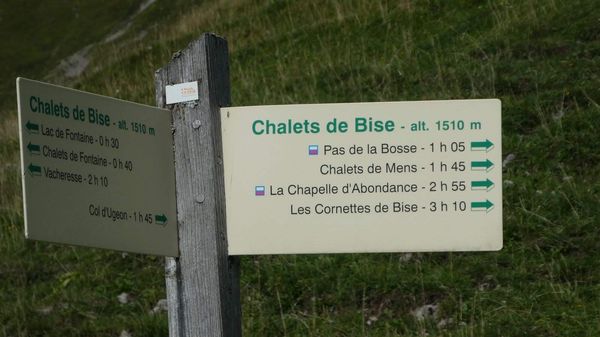 Chalets de Bise - alt. 1510 m
Lac de Fontaine - 0 h 30
Chalets de Fontaine - 0 h 40
Vacheresse - 2 h 10
Col d'Ugeon - 1 h 45
Chalets de Bise - alt. 1510 m
Pas de la Bosse - 1 h 05
Chalets de Mens - 1 h 45
La Chapelle d'Abondance - 2 h 55
Les Cornettes de Bise - 3 h 10